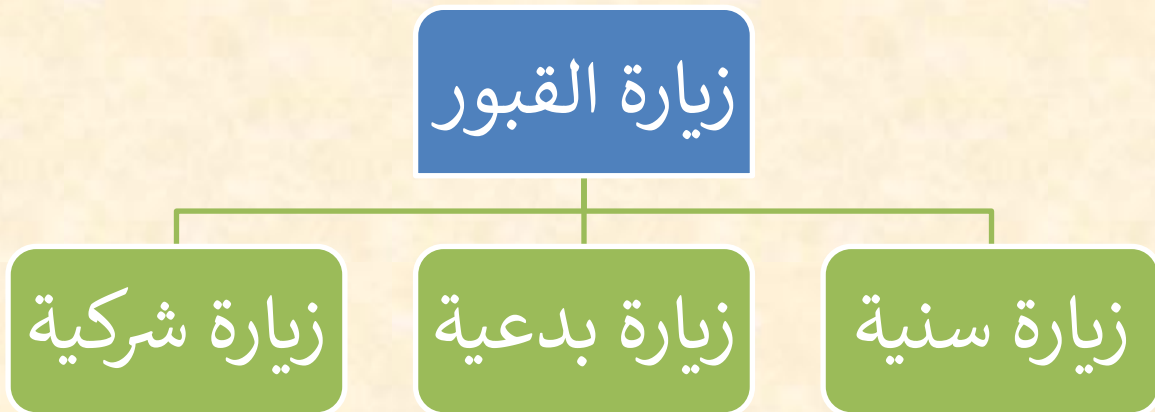 زيارة القبور
زيارة سنية
زيارة بدعية
زيارة شركية